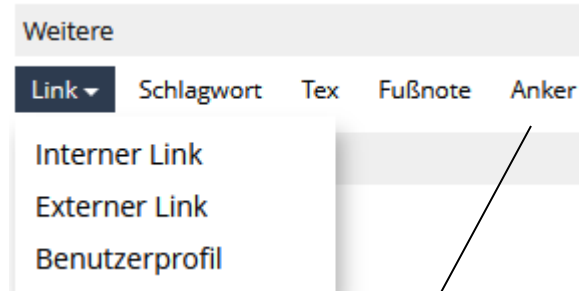 Weitere
Link Schlagwort Tex Fußnote Anker
Interner Link
Externer Link
Benutzerprofil